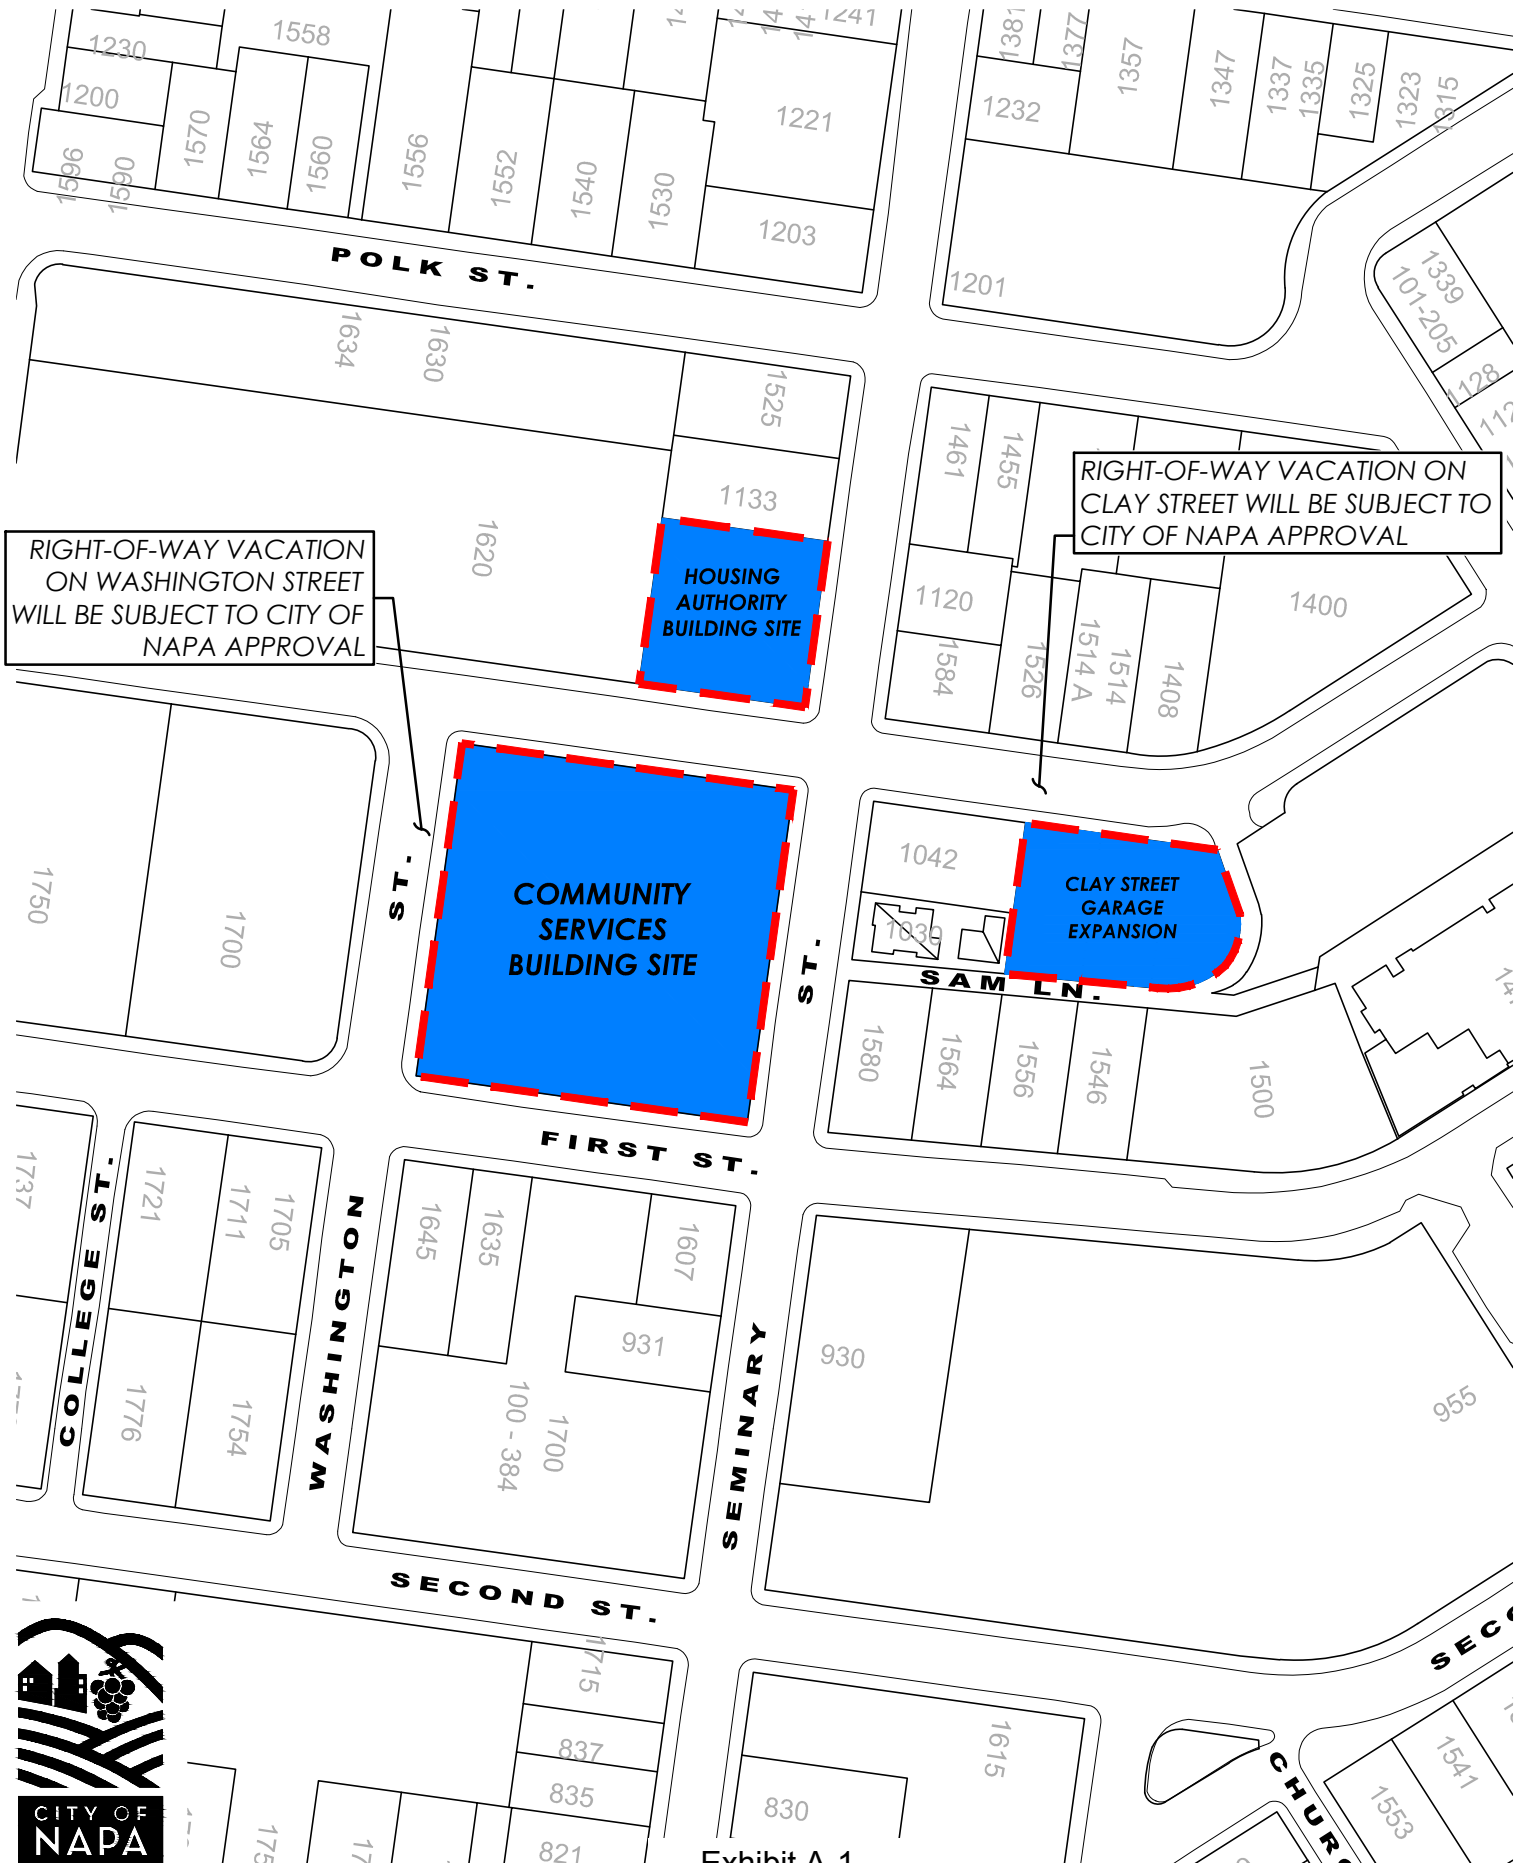 1241
1230
1558
1381
1377
1357
1347
1337
1335
1325
1323
1315
1200
1570
1564
1560
1556
1552
1540
1530
1221
1232
1596
1590
1203
POLK ST.
1201
1339
101-205
1128
1634
1630
1525
1461
1455
1133
1620
RIGHT-OF-WAY VACATION ON
CLAY STREET WILL BE SUBJECT TO
CITY OF NAPA APPROVAL
RIGHT-OF-WAY VACATION
ON WASHINGTON STREET
WILL BE SUBJECT TO CITY OF
NAPA APPROVAL
HOUSING
AUTHORITY
BUILDING SITE
1120
1584
1526
1514 A
1514
1408
1400
1042
1030
CLAY STREET
GARAGE
EXPANSION
1750
1700
COMMUNITY
SERVICES
BUILDING SITE
SAM LN.
1580
1564
1556
1546
1500
FIRST ST.
1737
COLLEGE ST.
1721
1711
1705
WASHINGTON ST.
1645
1635
1607
931
SEMINARY ST.
930
955
1776
1754
100 - 384
1700
SECOND ST.
1715
837
835
821
830
1615
1541
1553
CITY OF
NAPA
Exhibit A-1